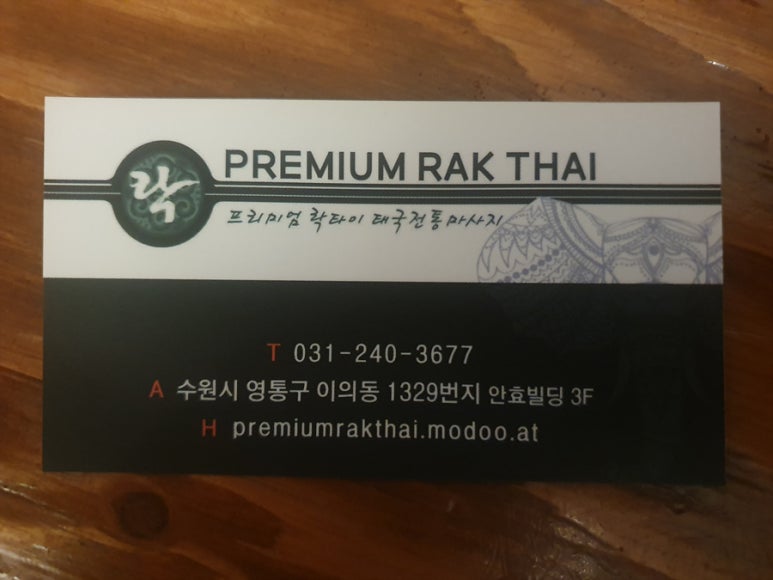 락
PREMIUM RAK THAI
프리미엄 락타이 태국전통마사지
T 031-240-3677
A 수원시 영통구 이의동 1329번지 안효빌딩 3F
H premiumrakthai.modoo.at